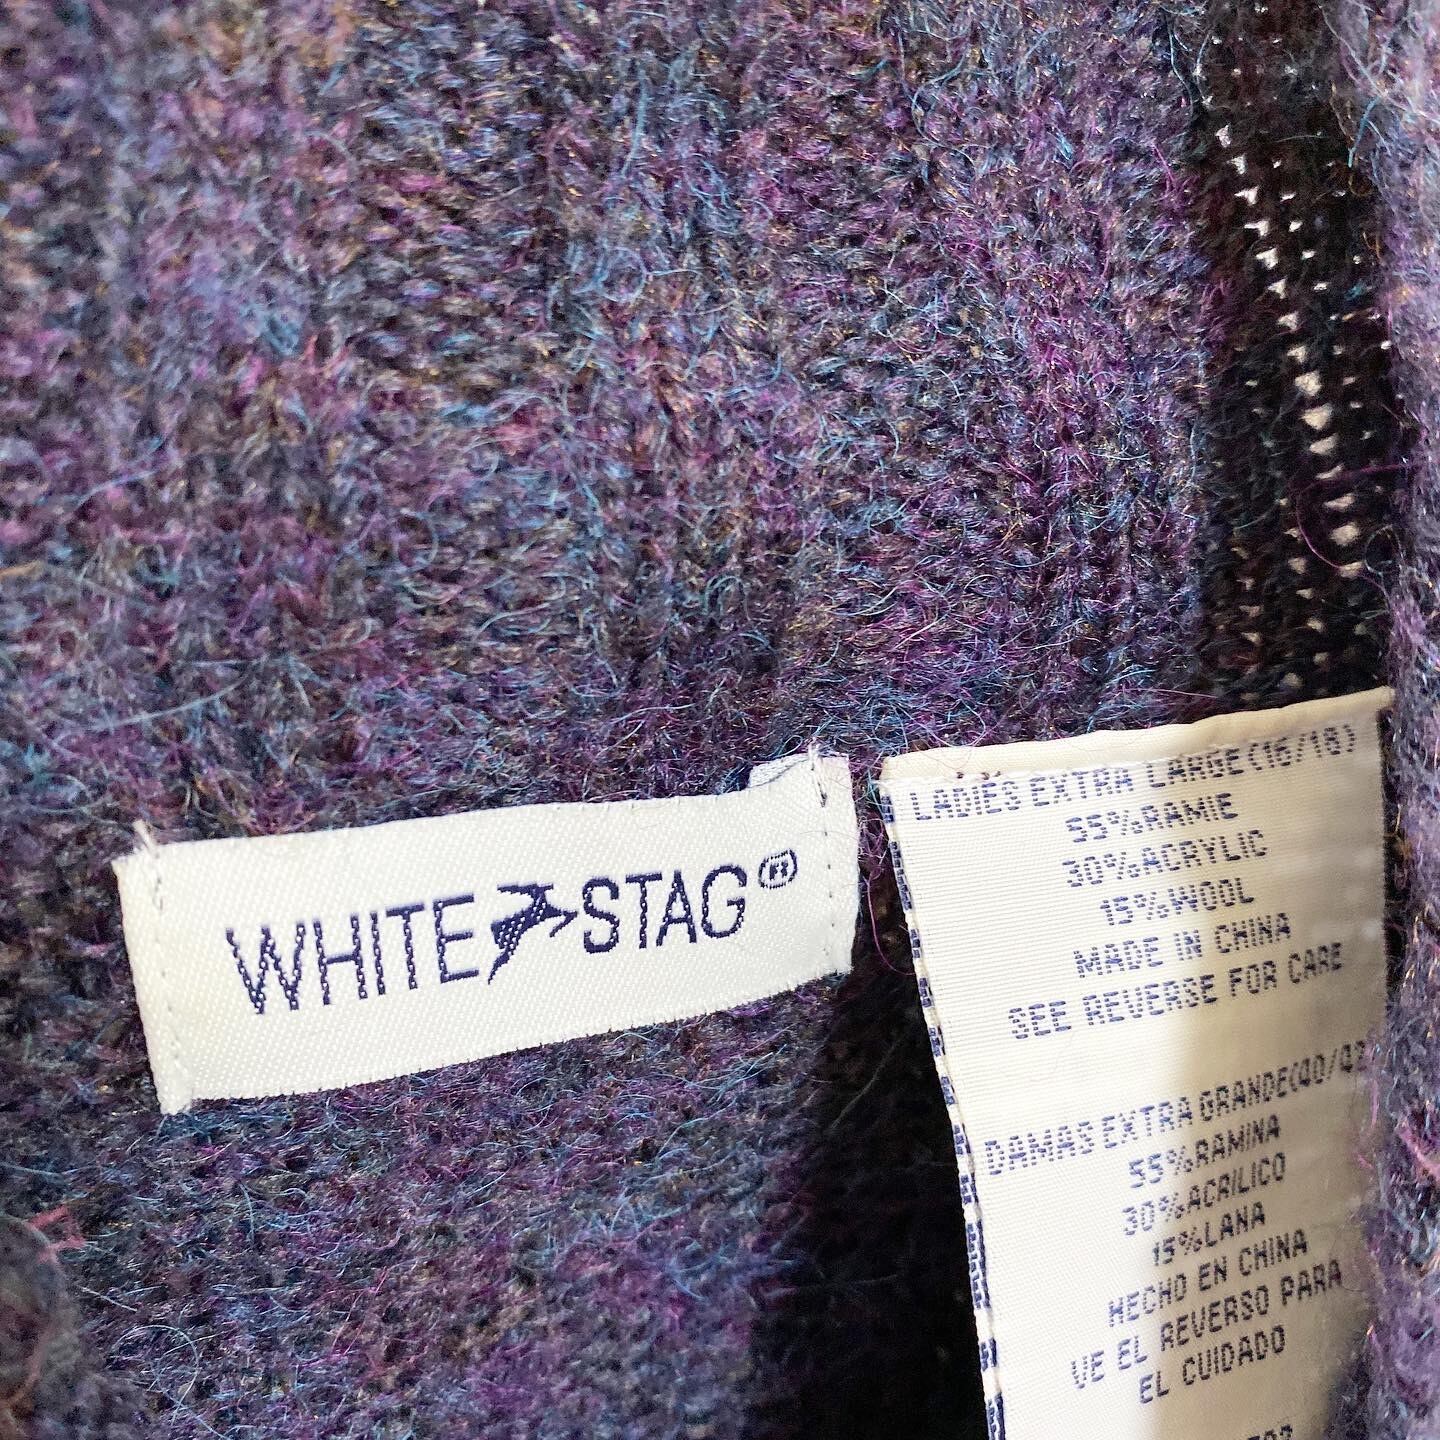 WHITE STAG®
LADIES EXTRA LARGE(16/18)
55%RAMIE
30%ACRYLIC
15%WOOL
MADE IN CHINA
SEE REVERSE FOR CARE
DAMAS EXTRA GRANDE(40/42
55%RAMINA
30%ACRILICO
15%LANA
HECHO EN CHINA
VE EL REVERSO PARA
EL CUIDADO